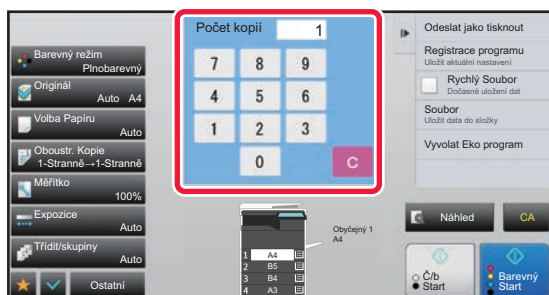 Barevný režim
Plnobarevný
Originál
Auto A4
Volba Papíru
Auto
Oboustr. Kopie
1-Stranně→1-Stranně
Měřítko
100%
Expozice
Auto
Třídit/skupiny
Auto
Ostatní
Počet kopií 1
7 8 9
4 5 6
1 2 3
0 C
Obyčejný 1
A4
1 A4
2 B5
3 B4
4 A3
Odeslat jako tisknout
Registrace programu
Uložit aktuální nastavení
Rychlý Soubor
Dočasné uložení dat
Soubor
Uložit data do složky
Vyvolat Eko program
Náhled
CA
Č/b
Start
Barevný
Start